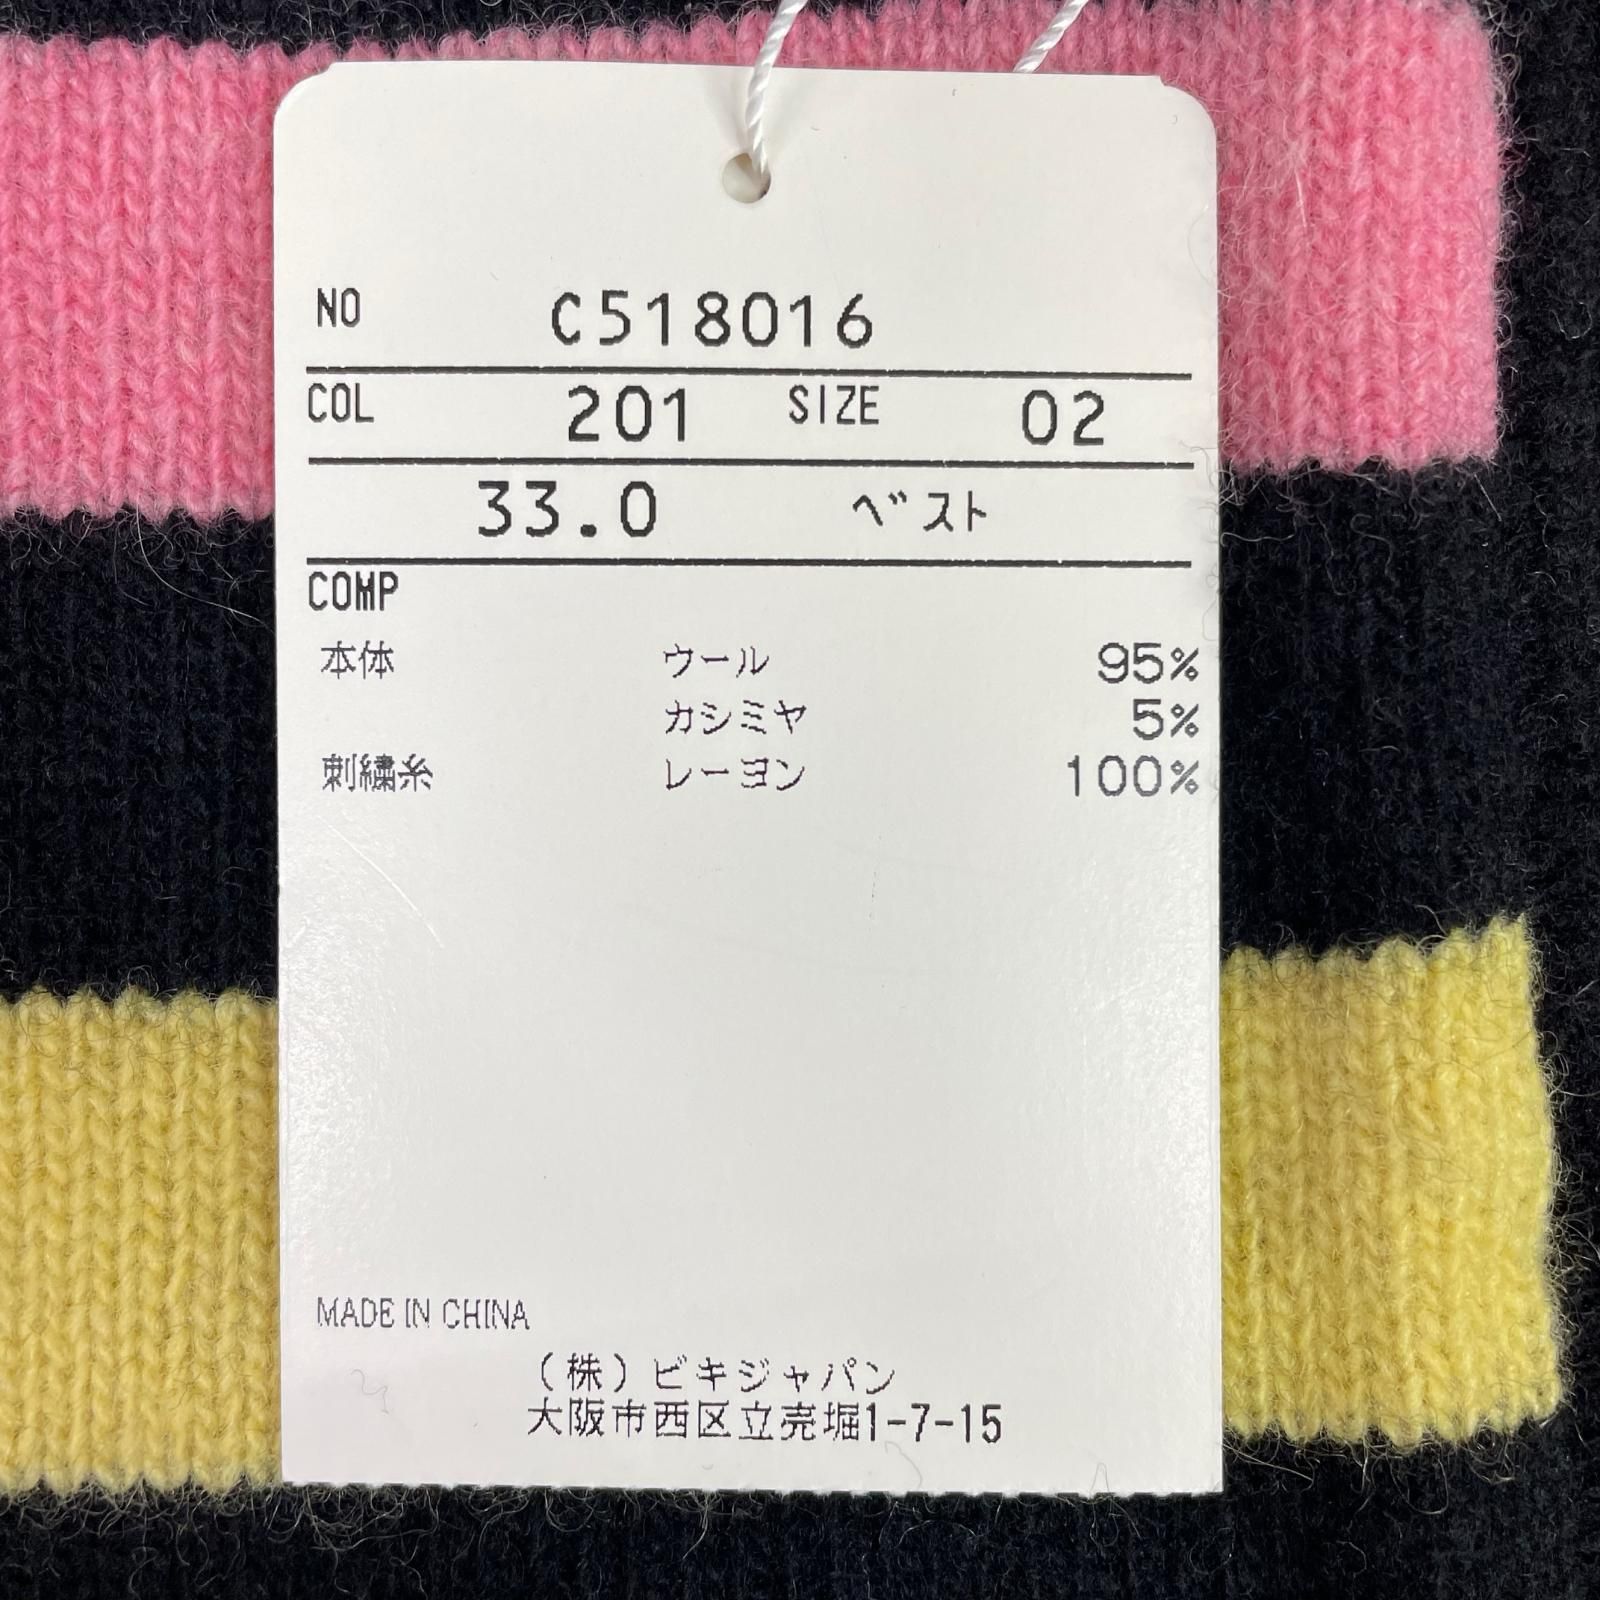 NO C518016
COL 201 SIZE 02
33.0 ベスト
COMP
本体 ウール 95%
カシミヤ 5%
刺繍糸 レーヨン 100%
MADE IN CHINA
(株)ビキジャパン
大阪市西区立売堀1-7-15